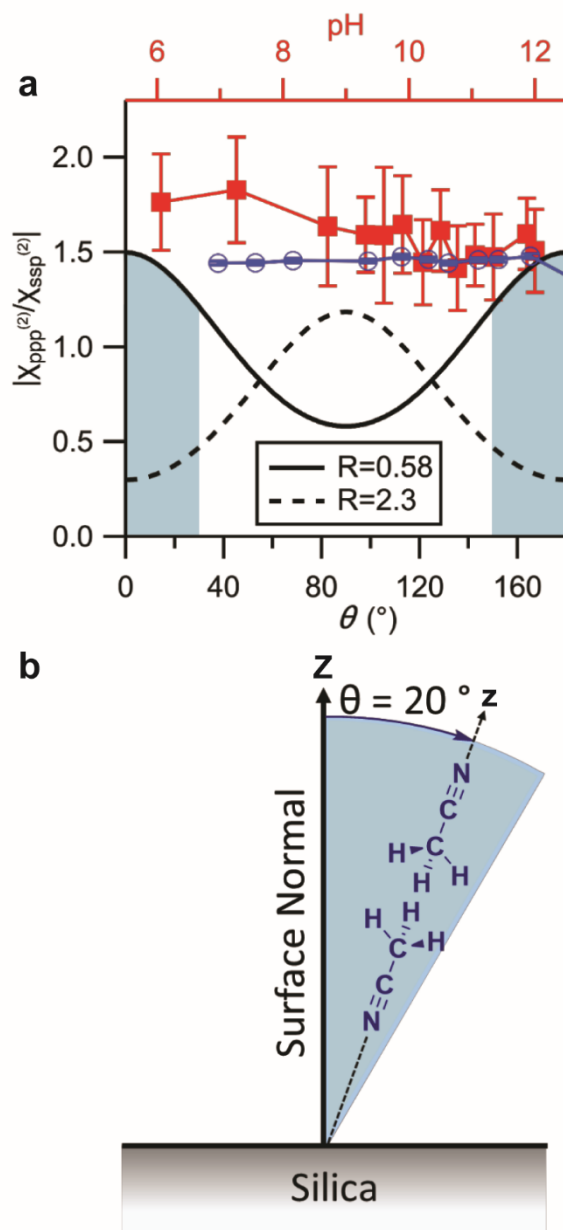 pH
6 8 10 12
a
2.0
1.5
1.0
0.5
0.0
|χppp⁽²⁾/χssp⁽²⁾|
R=0.58
R=2.3
0 40 80 120 160
θ (°)
b
Z
θ = 20 °
z
N
C
H C
H H
H H
C H
C
N
Surface Normal
Silica